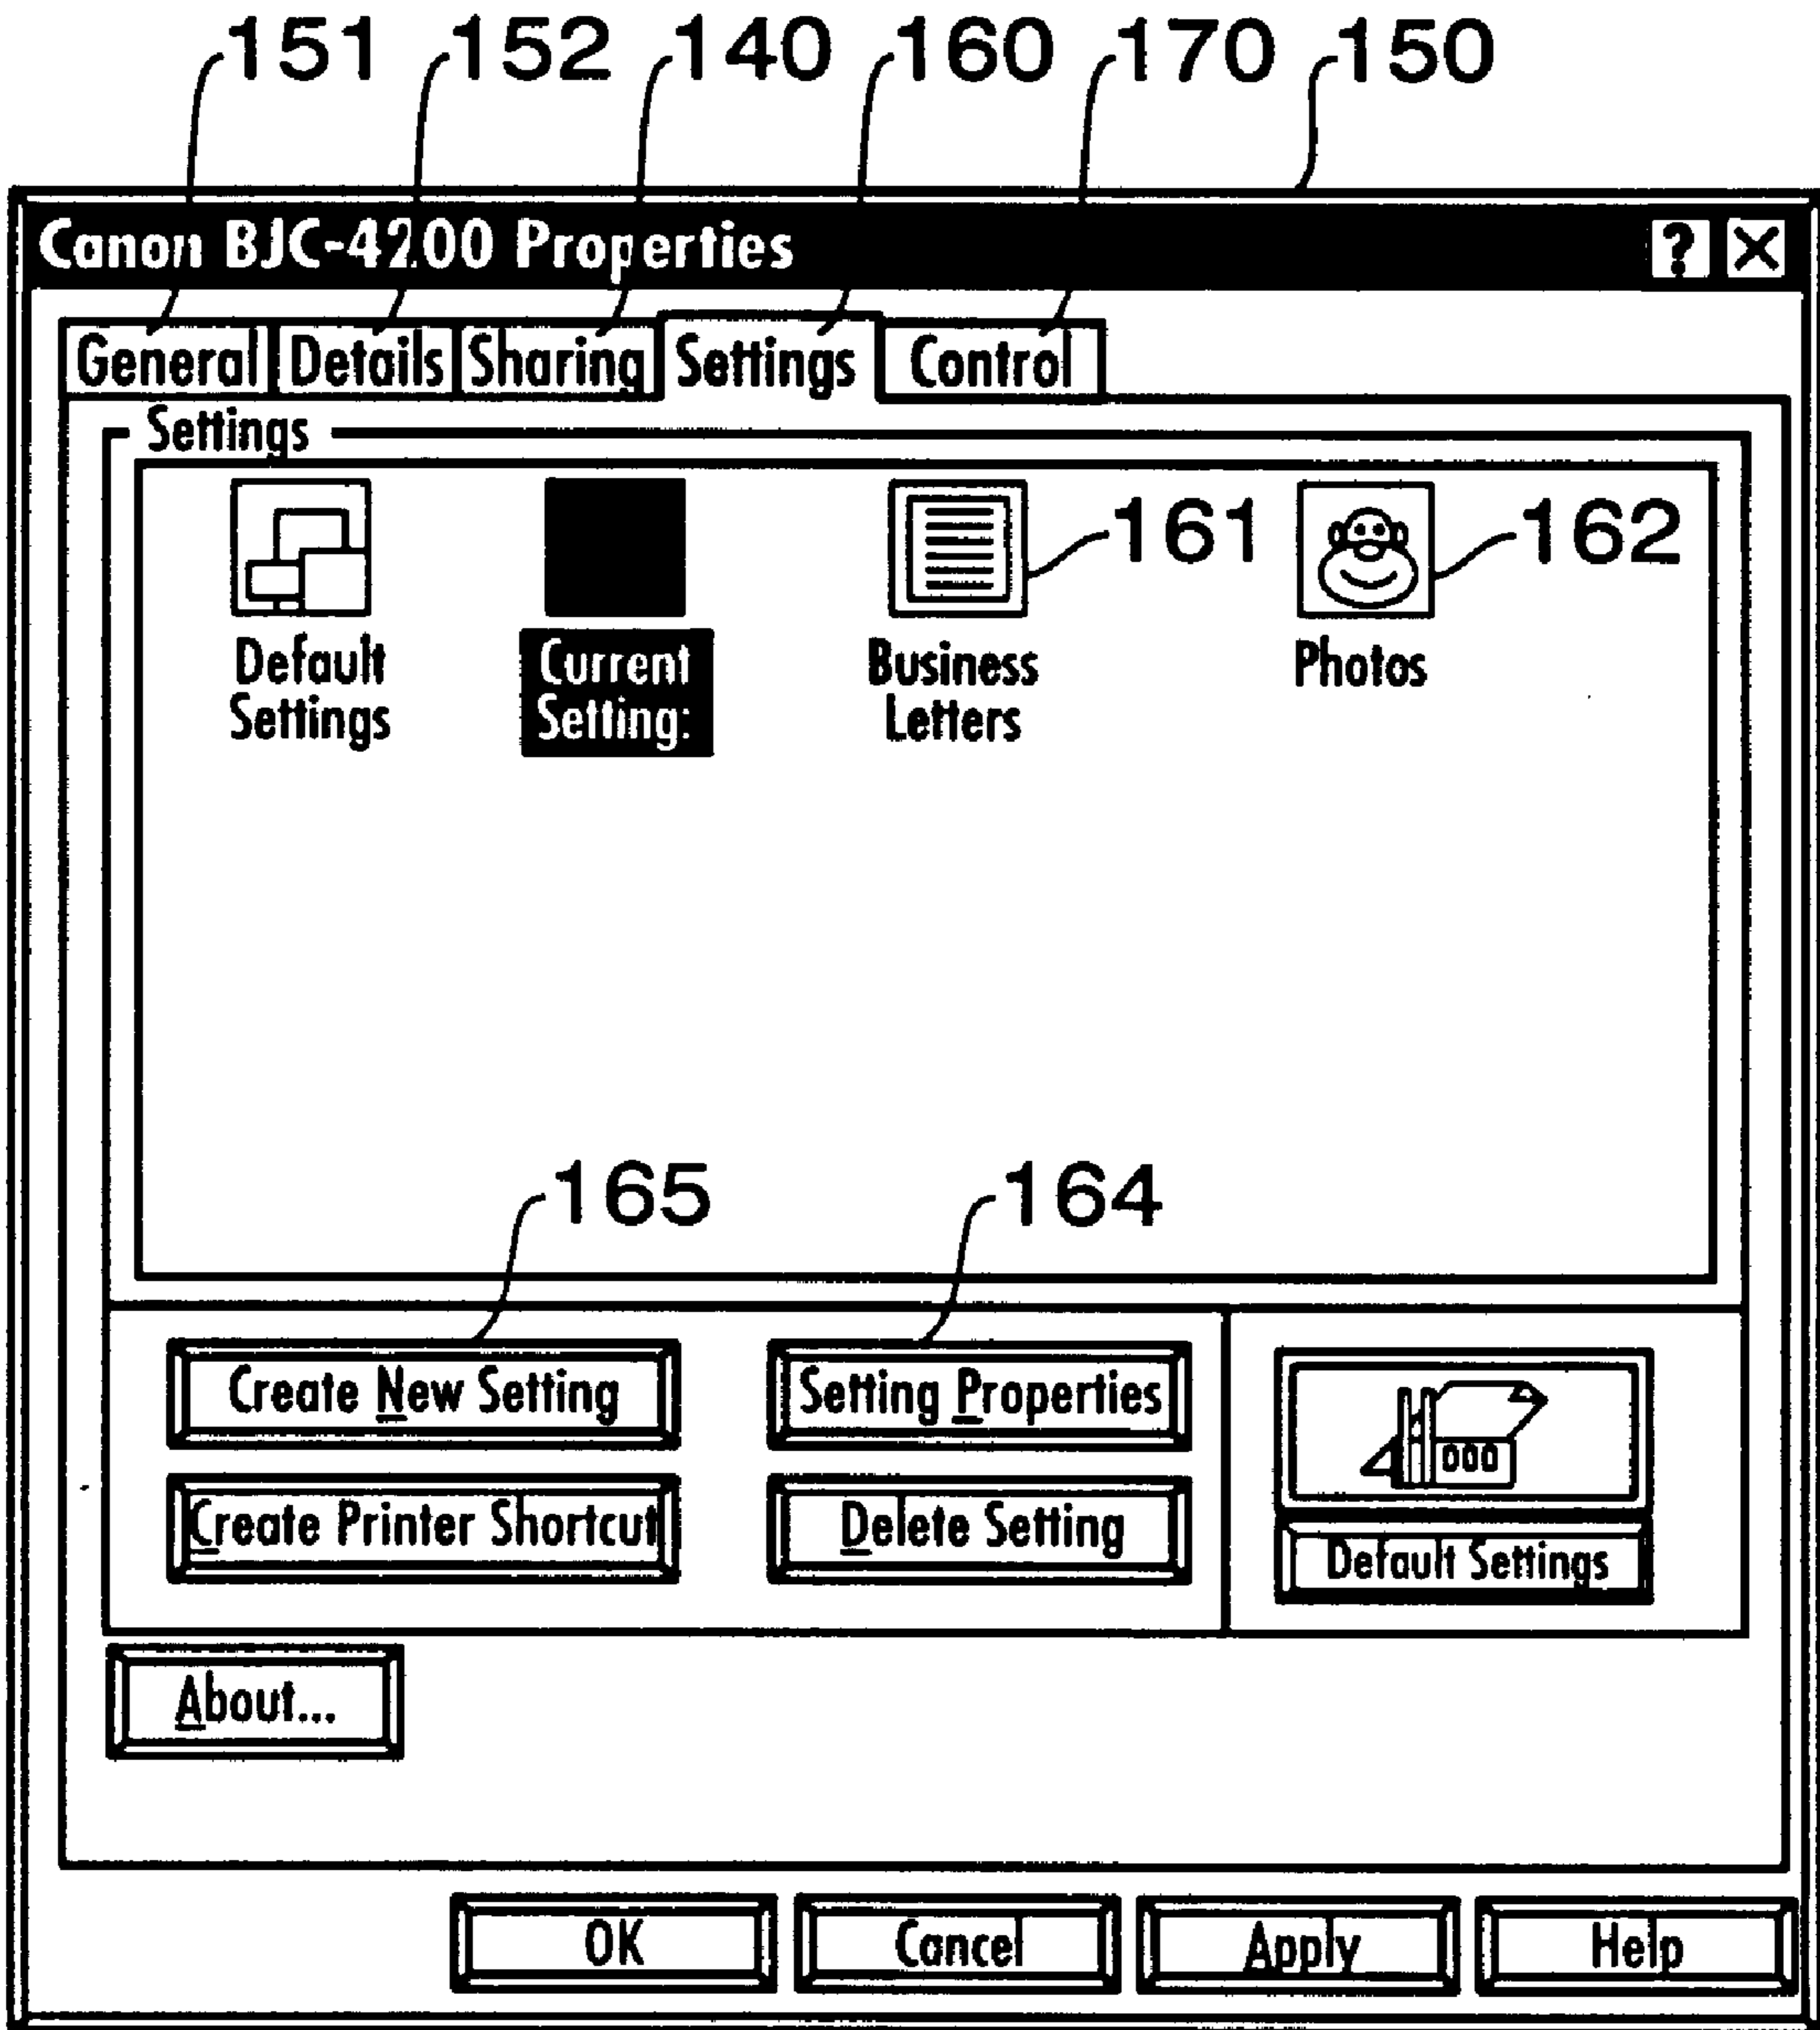 151 152 140 160 170 150
Canon BJC-4200 Properties ? X
General Details Sharing Settings Control
Settings
161 162
Default Settings
Current Setting:
Business Letters
Photos
165 164
Create New Setting Setting Properties
000
Create Printer Shortcut Delete Setting Default Settings
About...
OK Cancel Apply Help